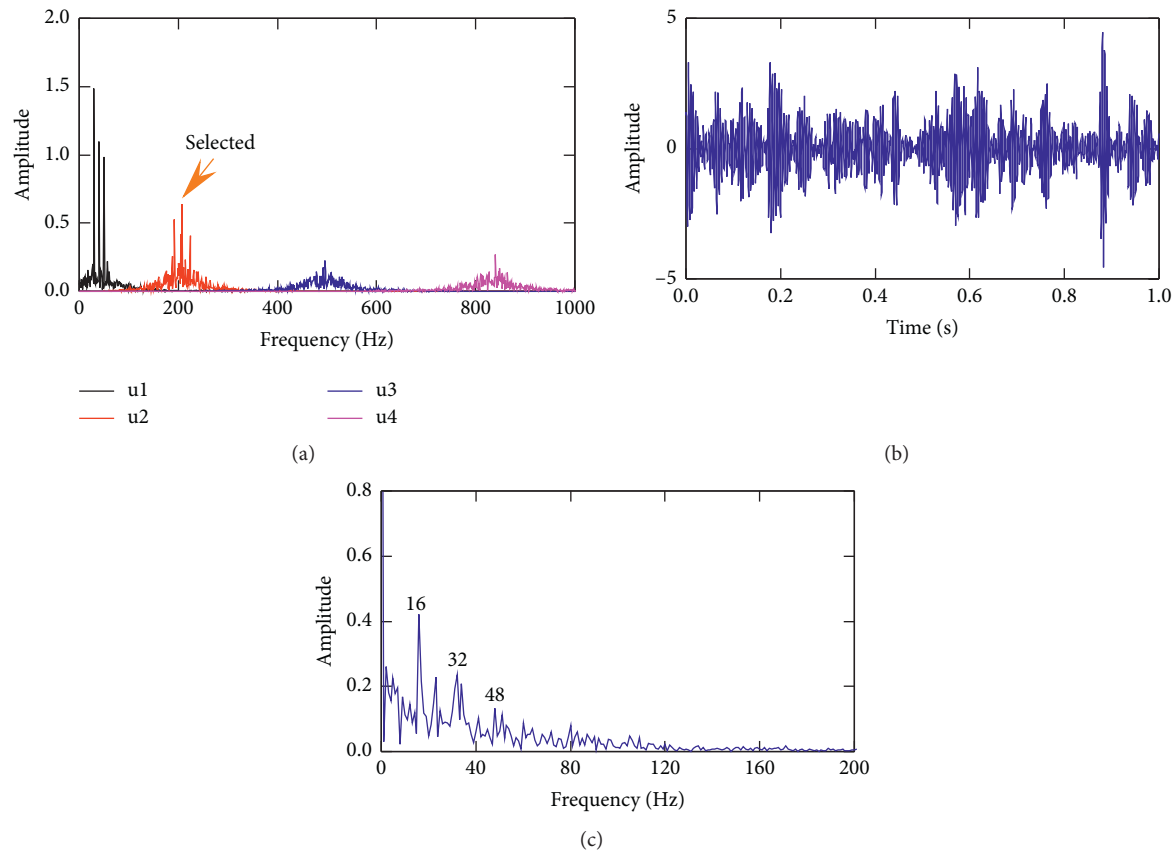 2.0
1.5
1.0
0.5
0.0
Amplitude
Selected
0 200 400 600 800 1000
Frequency (Hz)
u1 u3
u2 u4
(a)
5
0
−5
Amplitude
0.0 0.2 0.4 0.6 0.8 1.0
Time (s)
(b)
0.8
0.6
0.4
0.2
0.0
Amplitude
16
32
48
0 40 80 120 160 200
Frequency (Hz)
(c)